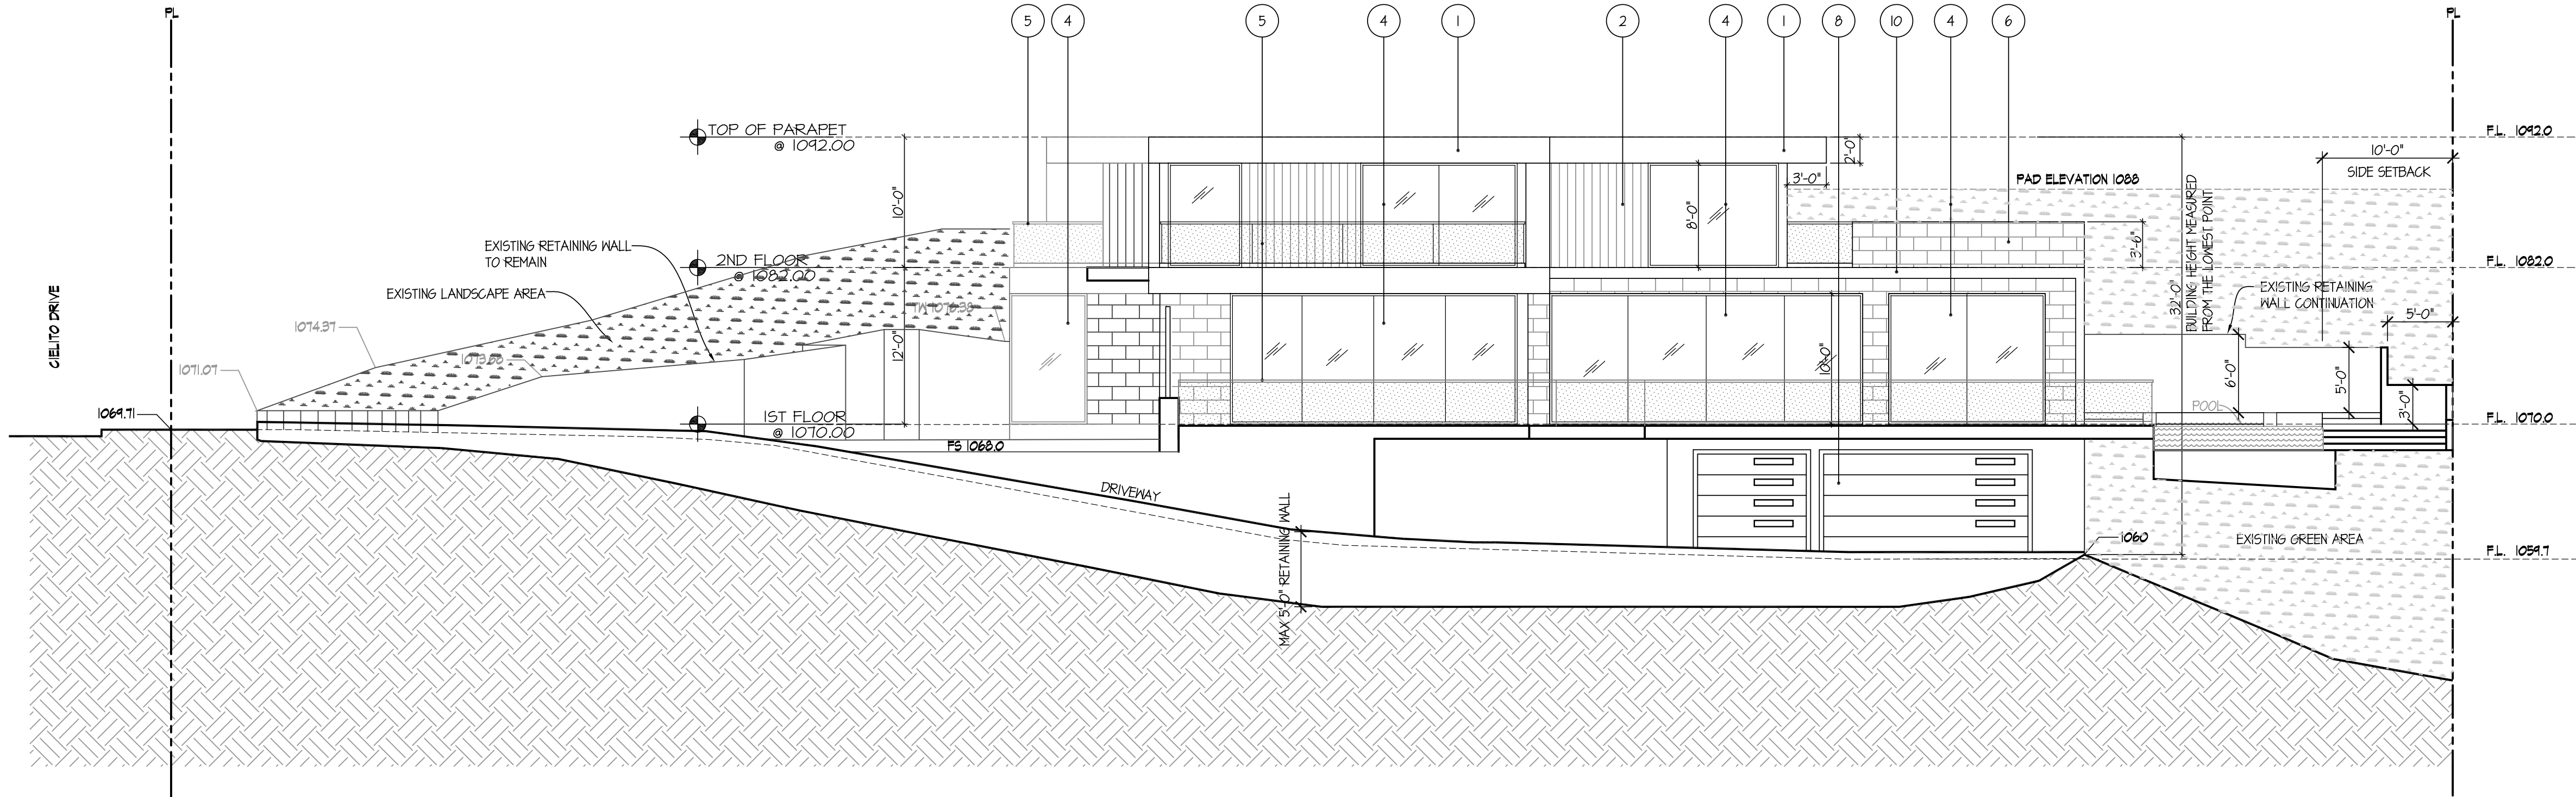 PL
5
4
5
4
1
2
4
1
8
10
4
6
PL
TOP OF PARAPET
@ 1092.00
F.L. 1092.0
2'-0"
10'-0"
SIDE SETBACK
3'-0"
PAD ELEVATION 1088
10'-0"
8'-0"
3'-6"
32'-0"
BUILDING HEIGHT MEASURED
FROM THE LOWEST POINT
EXISTING RETAINING WALL
TO REMAIN
2ND FLOOR
@ 1082.00
F.L. 1082.0
EXISTING LANDSCAPE AREA
EXISTING RETAINING
WALL CONTINUATION
CIELITO DRIVE
1074.37
5'-0"
12'-0"
10'-0"
1073.60
1071.07
6'-0"
5'-0"
3'-0"
POOL
1069.71
1ST FLOOR
@ 1070.00
F.L. 1070.0
FS 1068.0
DRIVEWAY
MAX 5'-0" RETAINING WALL
1060
EXISTING GREEN AREA
F.L. 1059.7